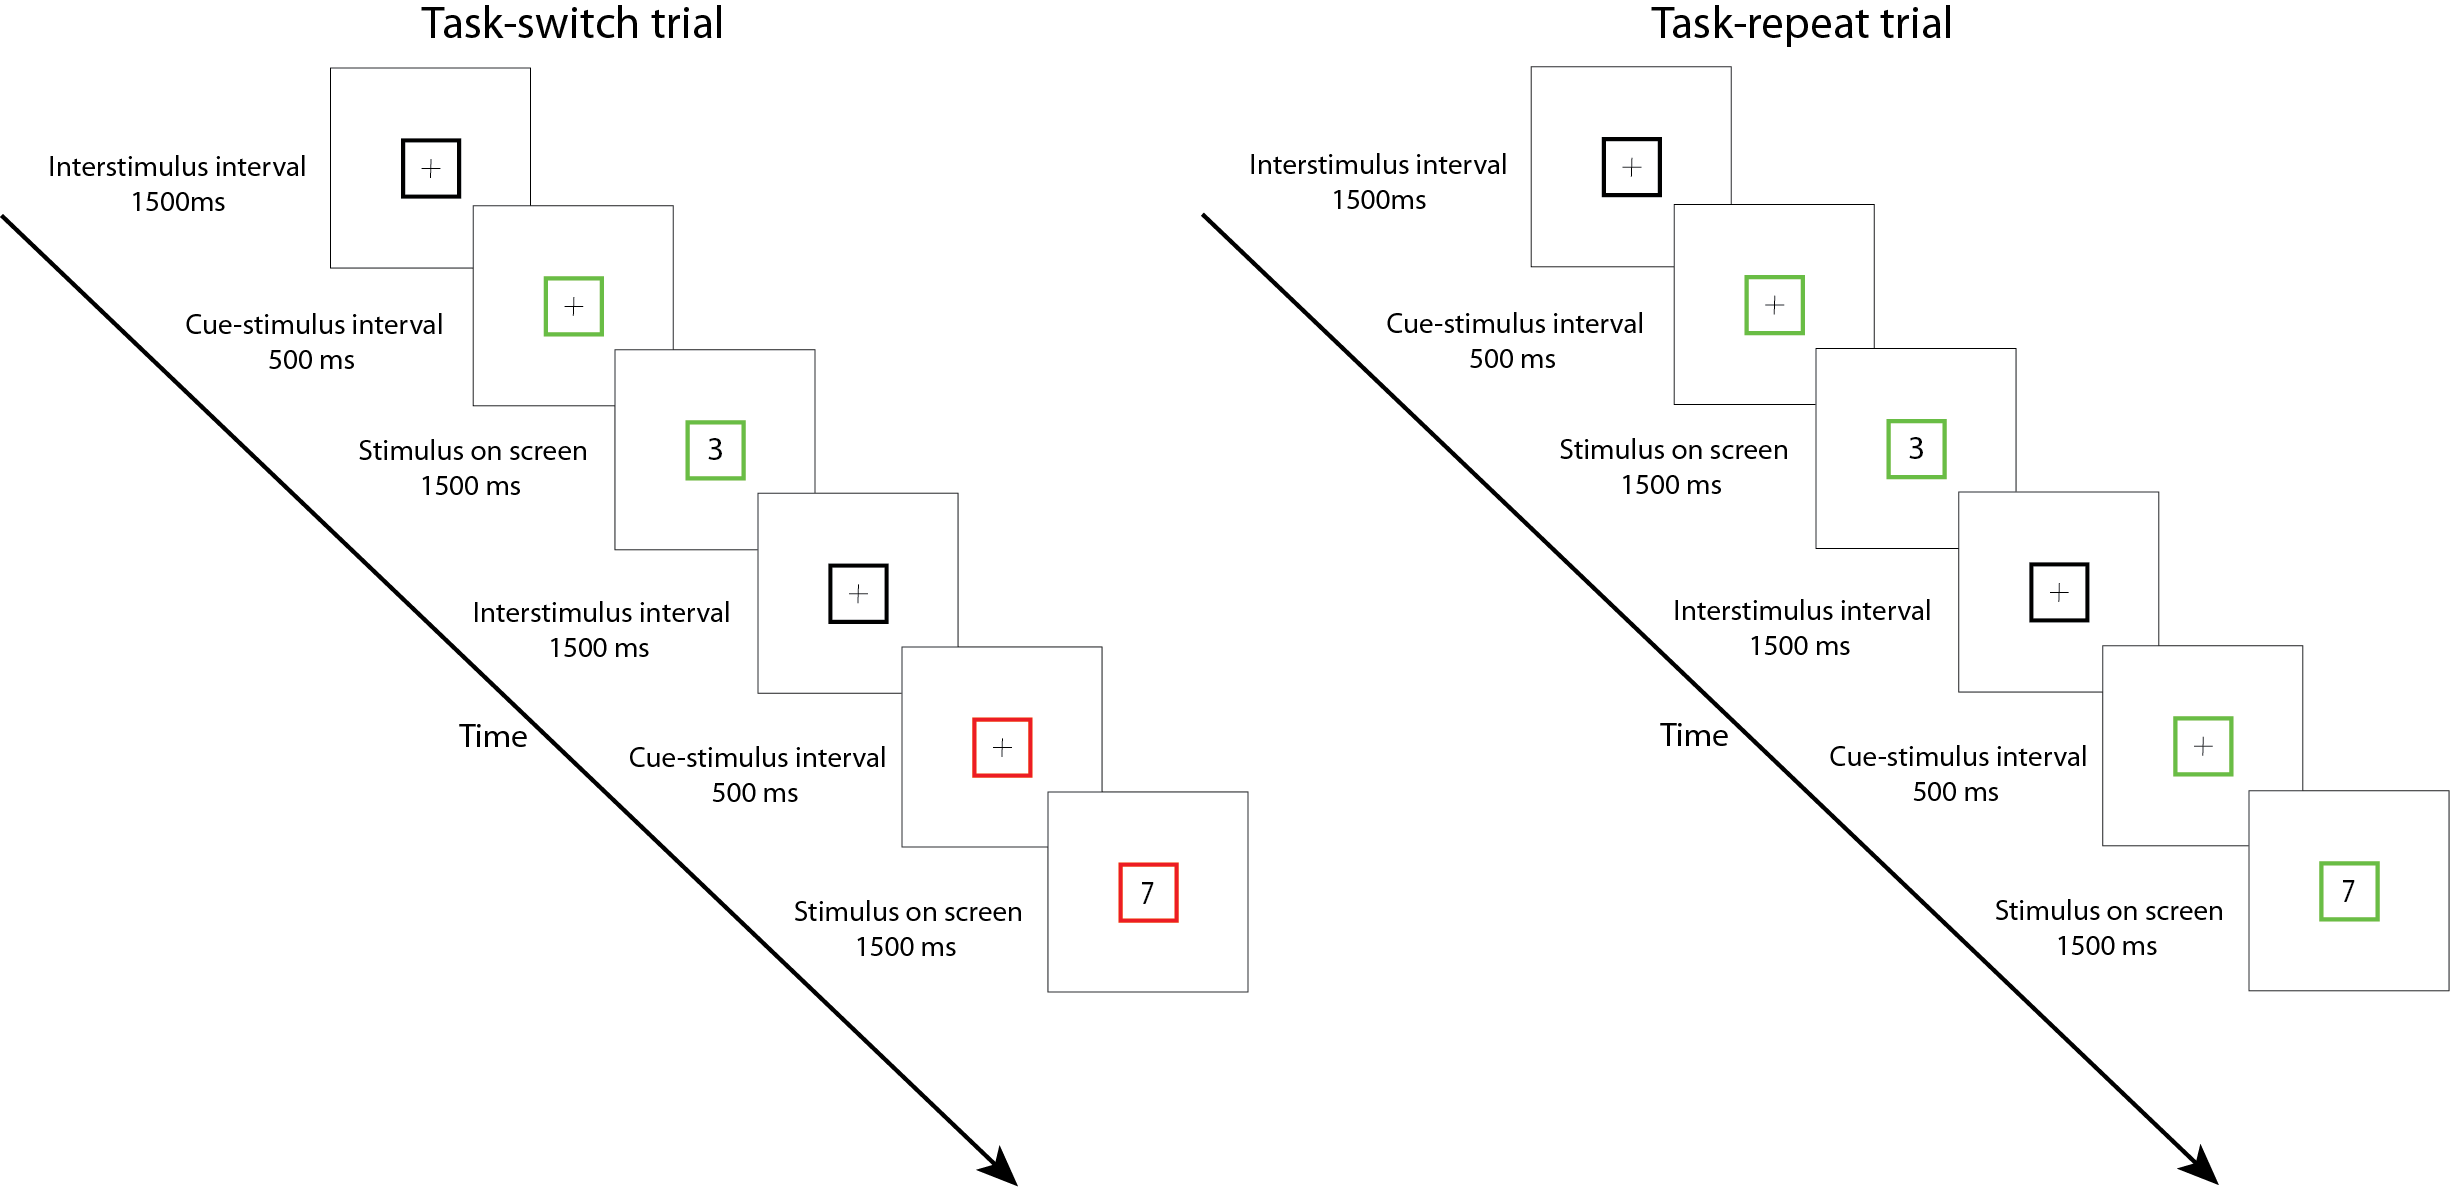 Task-switch trial
Interstimulus interval
1500ms
Cue-stimulus interval
500 ms
Stimulus on screen
1500 ms
3
Interstimulus interval
1500 ms
Time
Cue-stimulus interval
500 ms
Stimulus on screen
1500 ms
7
Task-repeat trial
Interstimulus interval
1500ms
Cue-stimulus interval
500 ms
Stimulus on screen
1500 ms
3
Interstimulus interval
1500 ms
Time
Cue-stimulus interval
500 ms
Stimulus on screen
1500 ms
7